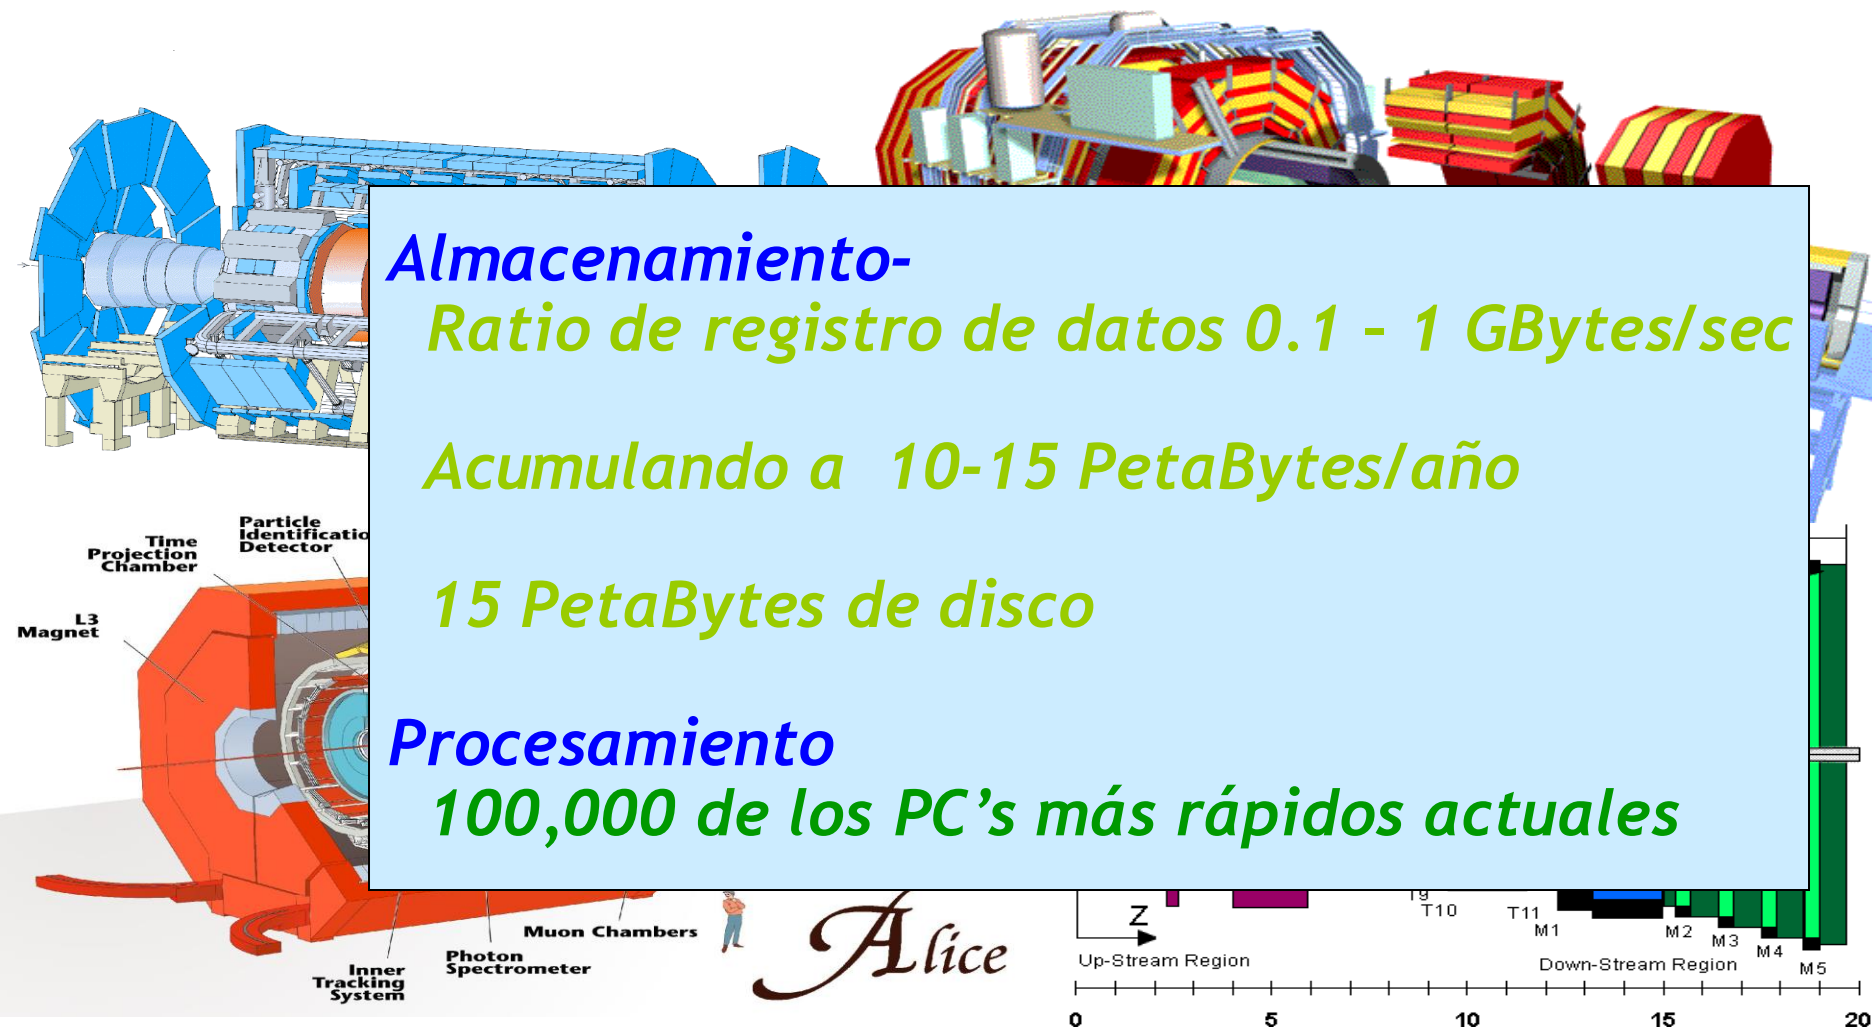 Almacenamiento-
Ratio de registro de datos 0.1 – 1 GBytes/sec
Acumulando a 10-15 PetaBytes/año
15 PetaBytes de disco
Procesamiento
100,000 de los PC’s más rápidos actuales
Time
Projection
Chamber
Particle
Detector
L3
Magnet
Muon Chambers
Photon
Spectrometer
Inner
Tracking
System
Alice
Z
T10
T11
M1
M2
M3
M4
M5
Up-Stream Region
Down-Stream Region
0 5 10 15 20